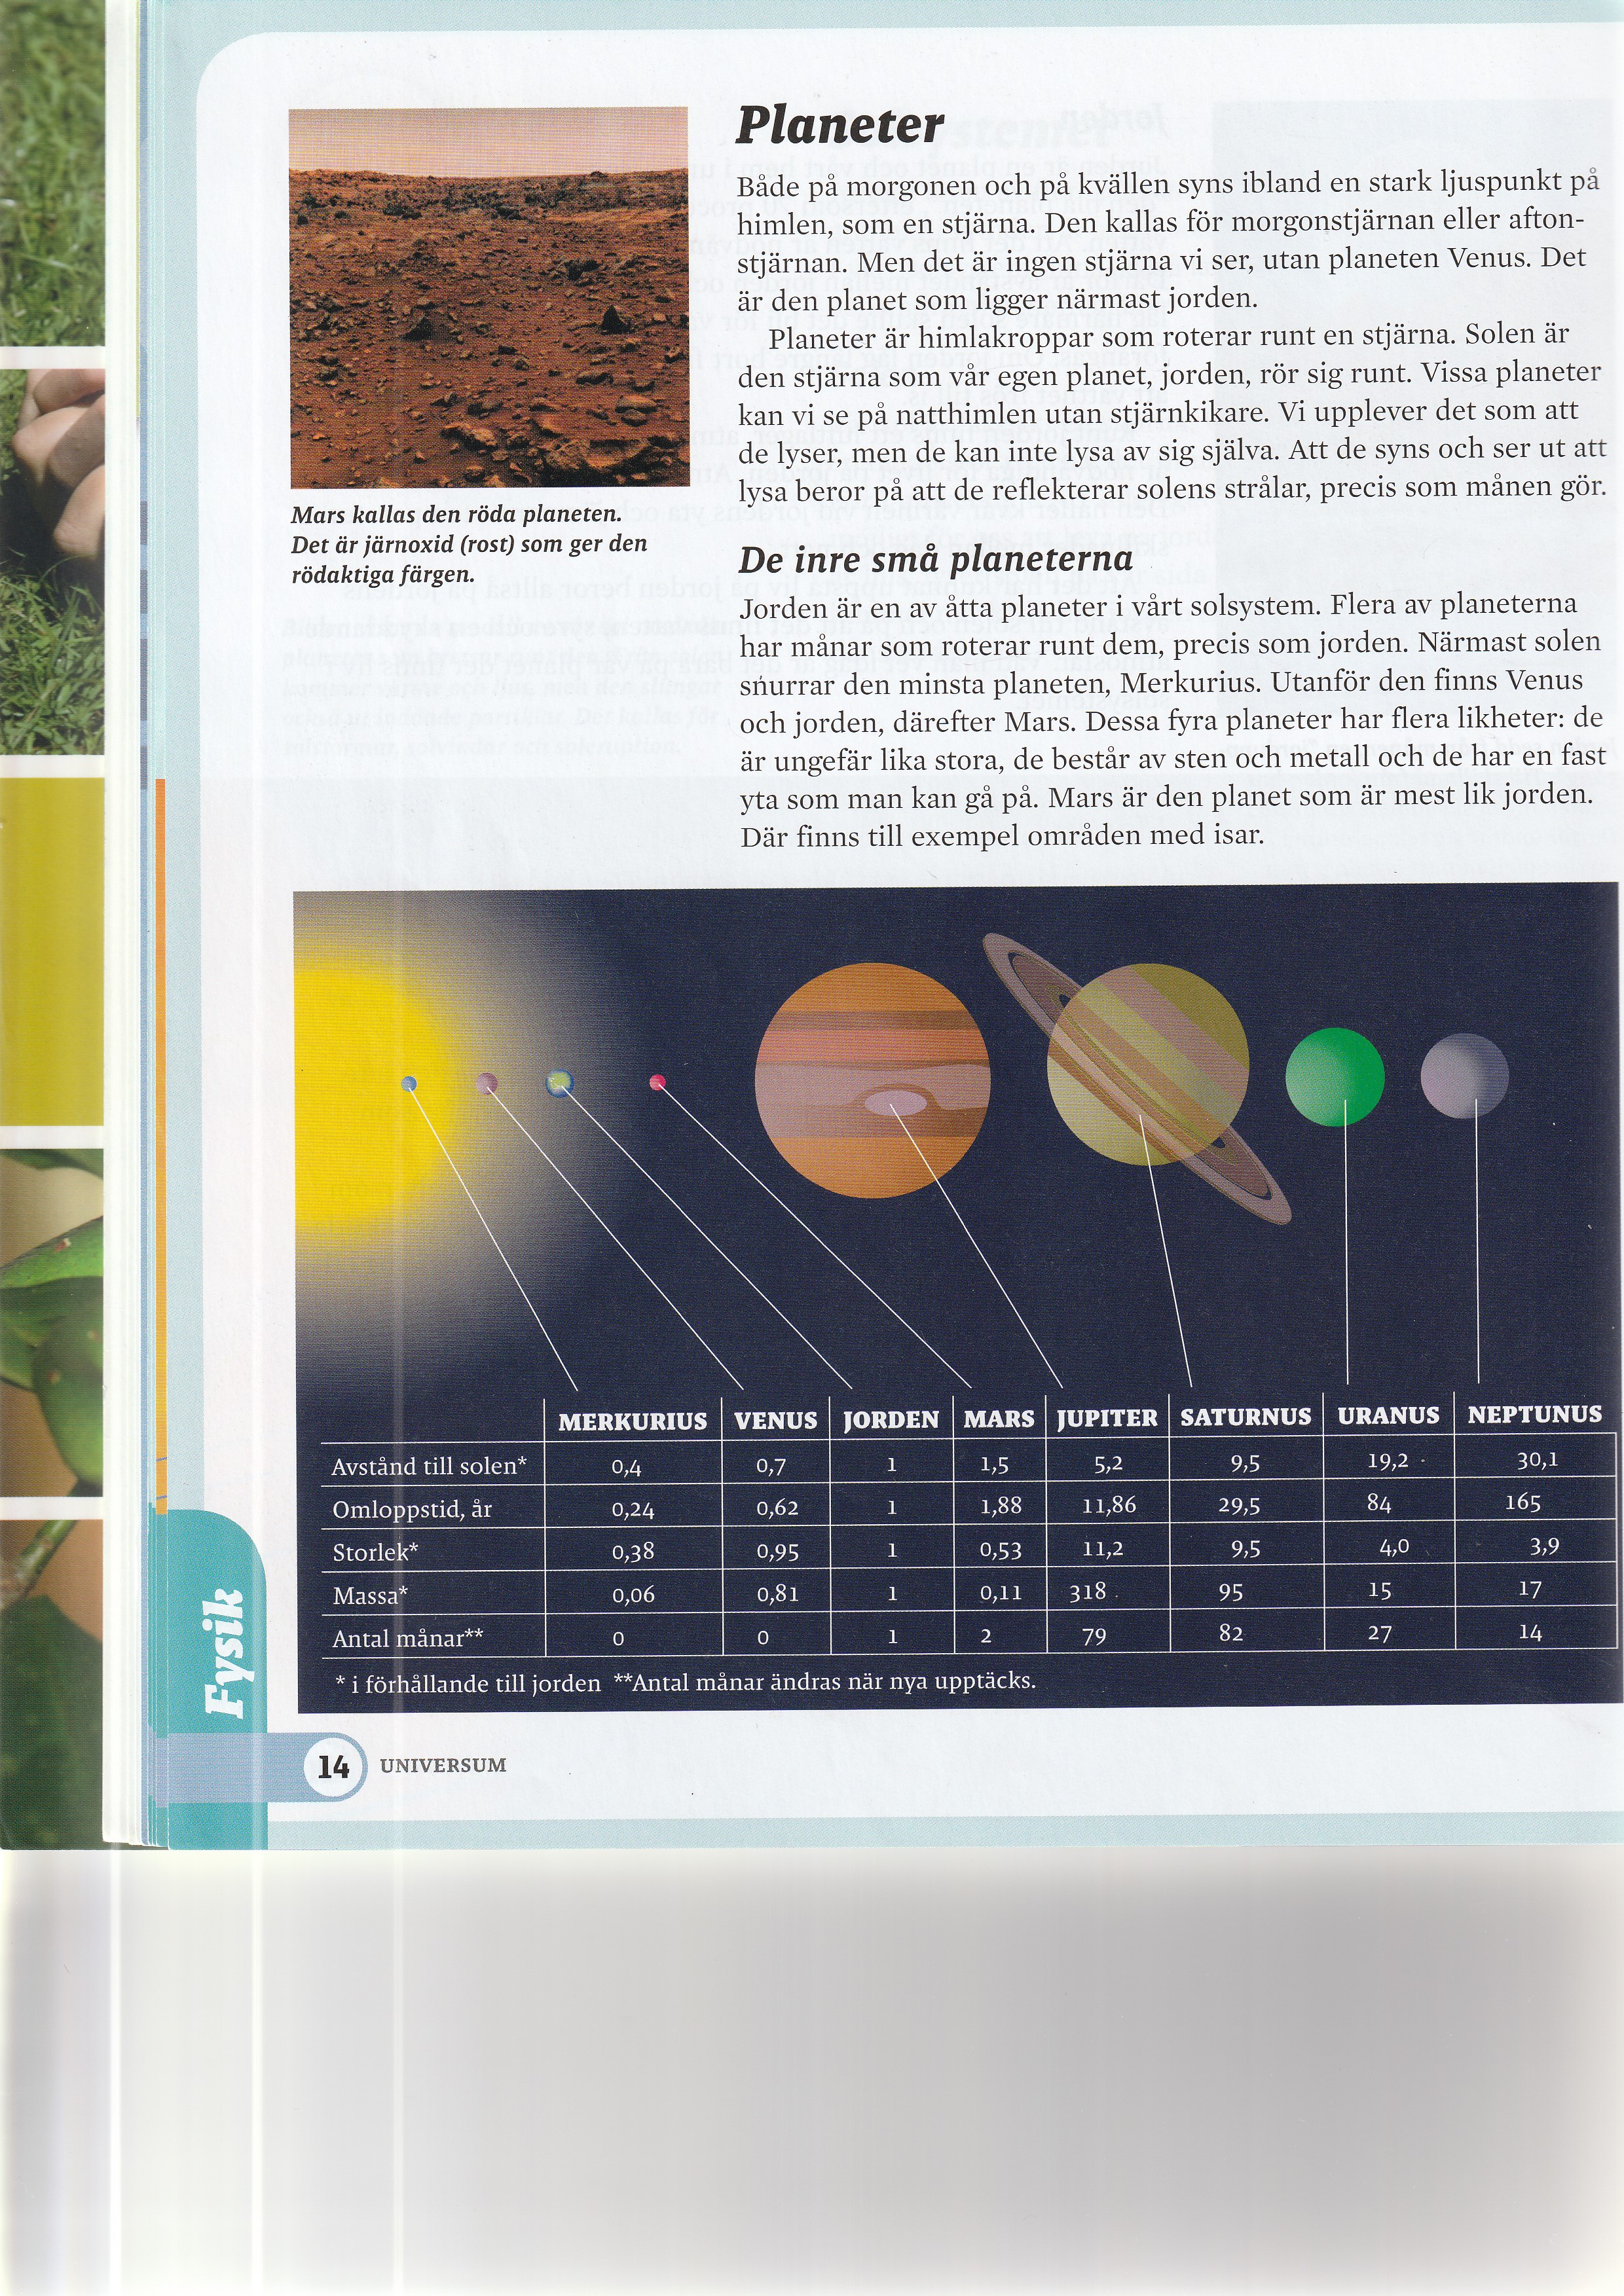 Planeter
Både på morgonen och på kvällen syns ibland en stark ljuspunkt på
himlen, som en stjärna. Den kallas för morgonstjärnan eller afton-
stjärnan. Men det är ingen stjärna vi ser, utan planeten Venus. Det
är den planet som ligger närmast jorden.
Planeter är himlakroppar som roterar runt en stjärna. Solen är
den stjärna som vår egen planet, jorden, rör sig runt. Vissa planeter
kan vi se på natthimlen utan stjärnkikare. Vi upplever det som att
de lyser, men de kan inte lysa av sig själva. Att de syns och ser ut att
lysa beror på att de reflekterar solens strålar, precis som månen gör.
Mars kallas den röda planeten.
Det är järnoxid (rost) som ger den
rödaktiga färgen.
De inre små planeterna
Jorden är en av åtta planeter i vårt solsystem. Flera av planeterna
har månar som roterar runt dem, precis som jorden. Närmast solen
snurrar den minsta planeten, Merkurius. Utanför den finns Venus
och jorden, därefter Mars. Dessa fyra planeter har flera likheter: de
är ungefär lika stora, de består av sten och metall och de har en fast
yta som man kan gå på. Mars är den planet som är mest lik jorden.
Där finns till exempel områden med isar.
MERKURIUS VENUS JORDEN MARS JUPITER SATURNUS URANUS NEPTUNUS
Avstånd till solen* 0,4 0,7 1 1,5 5,2 9,5 19,2 30,1
Omloppstid, år 0,24 0,62 1 1,88 11,86 29,5 84 165
Storlek* 0,38 0,95 1 0,53 11,2 9,5 4,0 3,9
Massa* 0,06 0,81 1 0,11 318 95 15 17
Antal månar** 0 0 1 2 79 82 27 14
* i förhållande till jorden **Antal månar ändras när nya upptäcks.
Fysik
14 UNIVERSUM